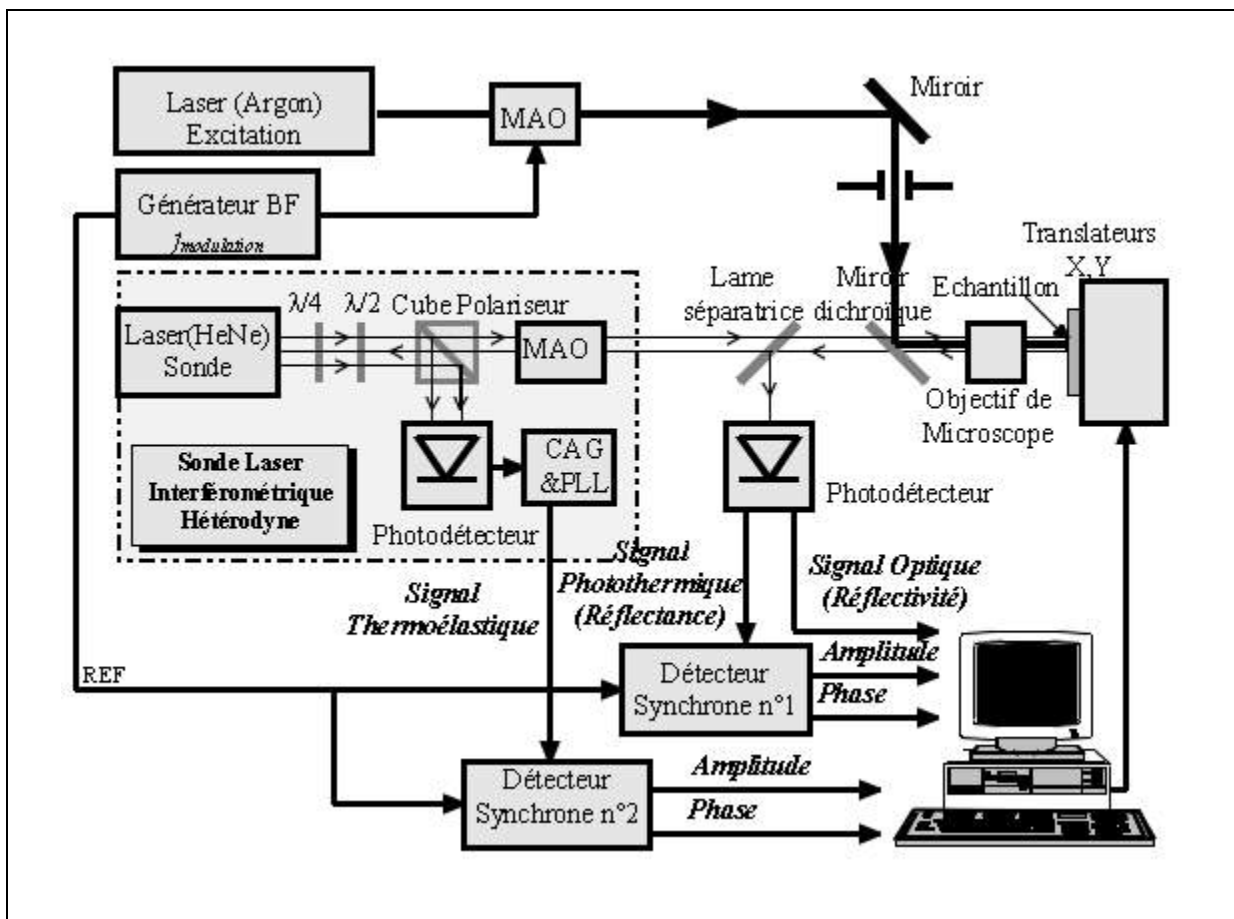 Laser (Argon)
Excitation
MAO
Miroir
Générateur BF
modulation
Translateurs
X,Y
Echantillon
Lame
séparatrice
Miroir
dichroïque
λ/4
λ/2
Cube Polariseur
Laser(HeNe)
Sonde
MAO
Objectif de
Microscope
Sonde Laser
Interférométrique
Hétérodyne
CAG
&PLL
Photodétecteur
Photodétecteur
Signal
Thermoélastique
Signal
Photothermique
(Réflectance)
Signal Optique
(Réflectivité)
REF
Détecteur
Synchrone n°1
Amplitude
Phase
Détecteur
Synchrone n°2
Amplitude
Phase